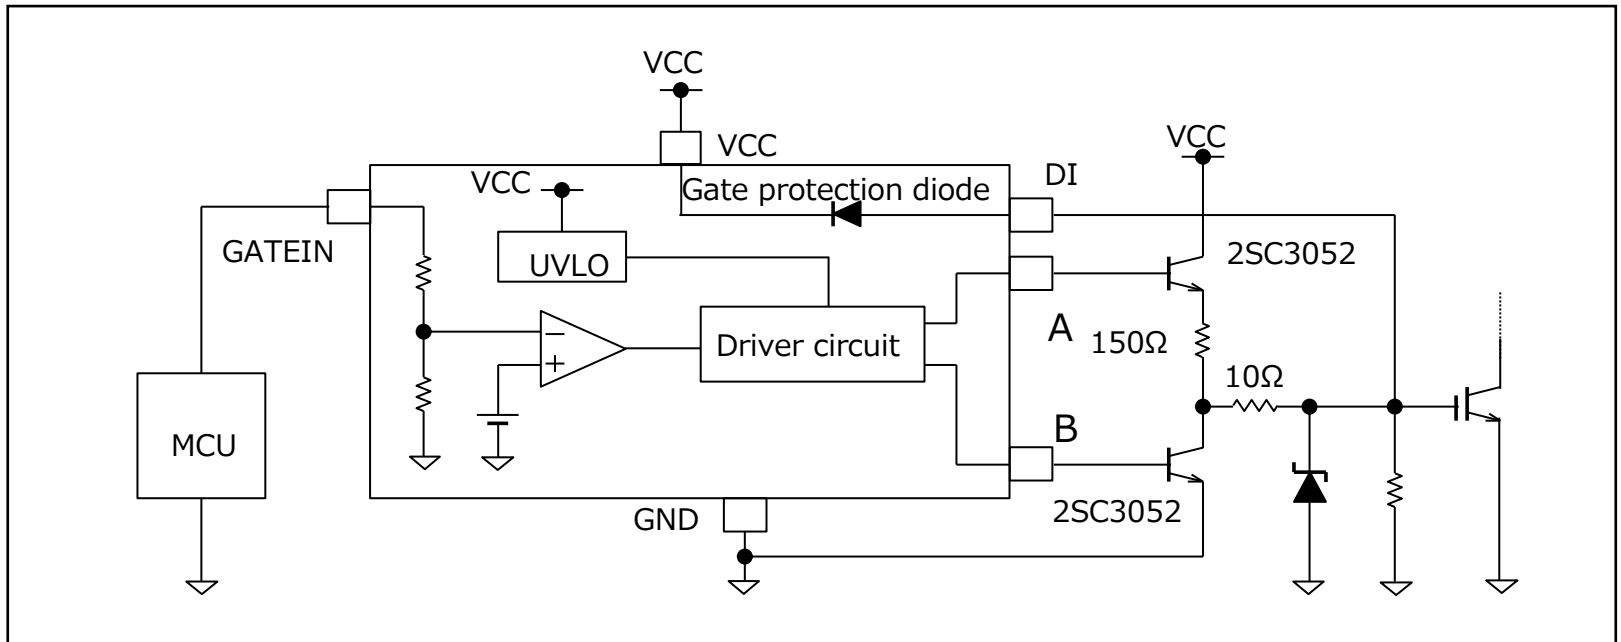 VCC
VCC
VCC
VCC
Gate protection diode
DI
GATEIN
UVLO
2SC3052
A
150Ω
Driver circuit
10Ω
MCU
B
GND
2SC3052